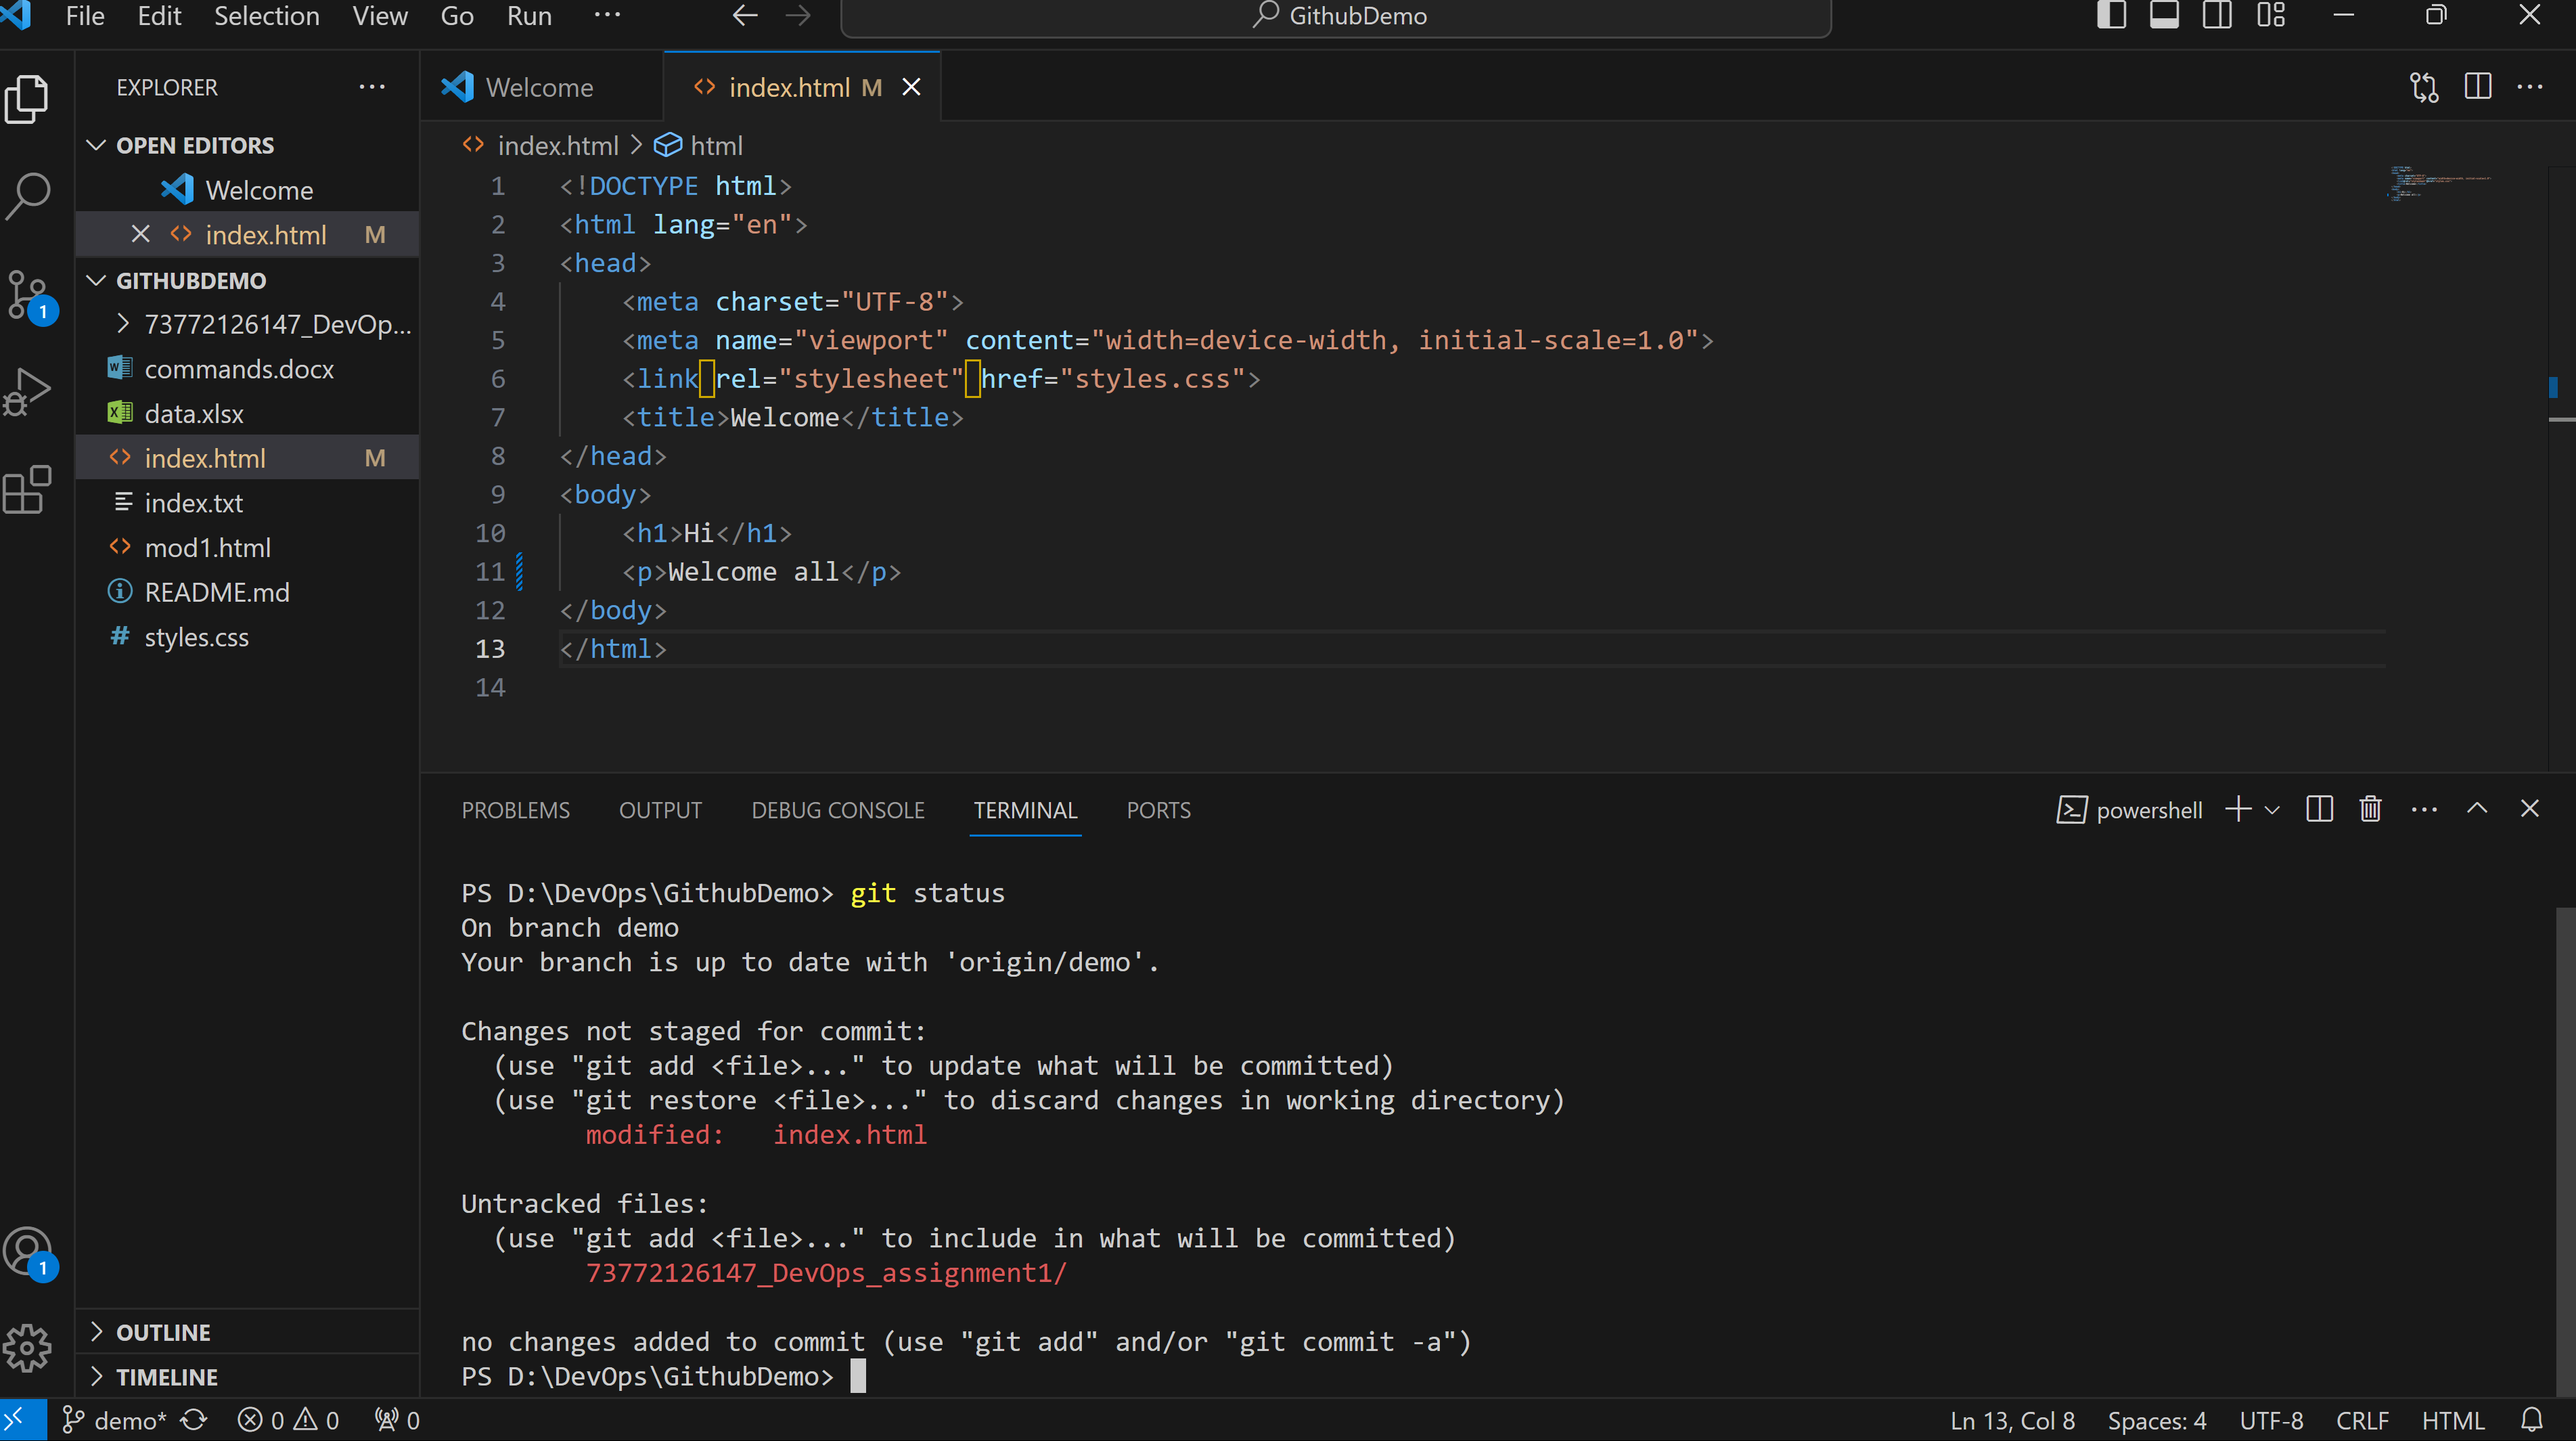 File Edit Selection View Go Run ···
GithubDemo
EXPLORER
OPEN EDITORS
Welcome
index.html M
GITHUBDEMO
73772126147_DevOp...
commands.docx
data.xlsx
index.html M
index.txt
mod1.html
README.md
styles.css
OUTLINE
TIMELINE
1
1
Welcome
index.html M
index.html > html
1 <!DOCTYPE html>
2 <html lang="en">
3 <head>
4 <meta charset="UTF-8">
5 <meta name="viewport" content="width=device-width, initial-scale=1.0">
6 <link rel="stylesheet" href="styles.css">
7 <title>Welcome</title>
8 </head>
9 <body>
10 <h1>Hi</h1>
11 <p>Welcome all</p>
12 </body>
13 </html>
14
PROBLEMS OUTPUT DEBUG CONSOLE TERMINAL PORTS
powershell
PS D:\DevOps\GithubDemo> git status
On branch demo
Your branch is up to date with 'origin/demo'.
Changes not staged for commit:
(use "git add <file>..." to update what will be committed)
(use "git restore <file>..." to discard changes in working directory)
modified: index.html
Untracked files:
(use "git add <file>..." to include in what will be committed)
73772126147_DevOps_assignment1/
no changes added to commit (use "git add" and/or "git commit -a")
PS D:\DevOps\GithubDemo>
demo* 0 0 0
Ln 13, Col 8 Spaces: 4 UTF-8 CRLF HTML